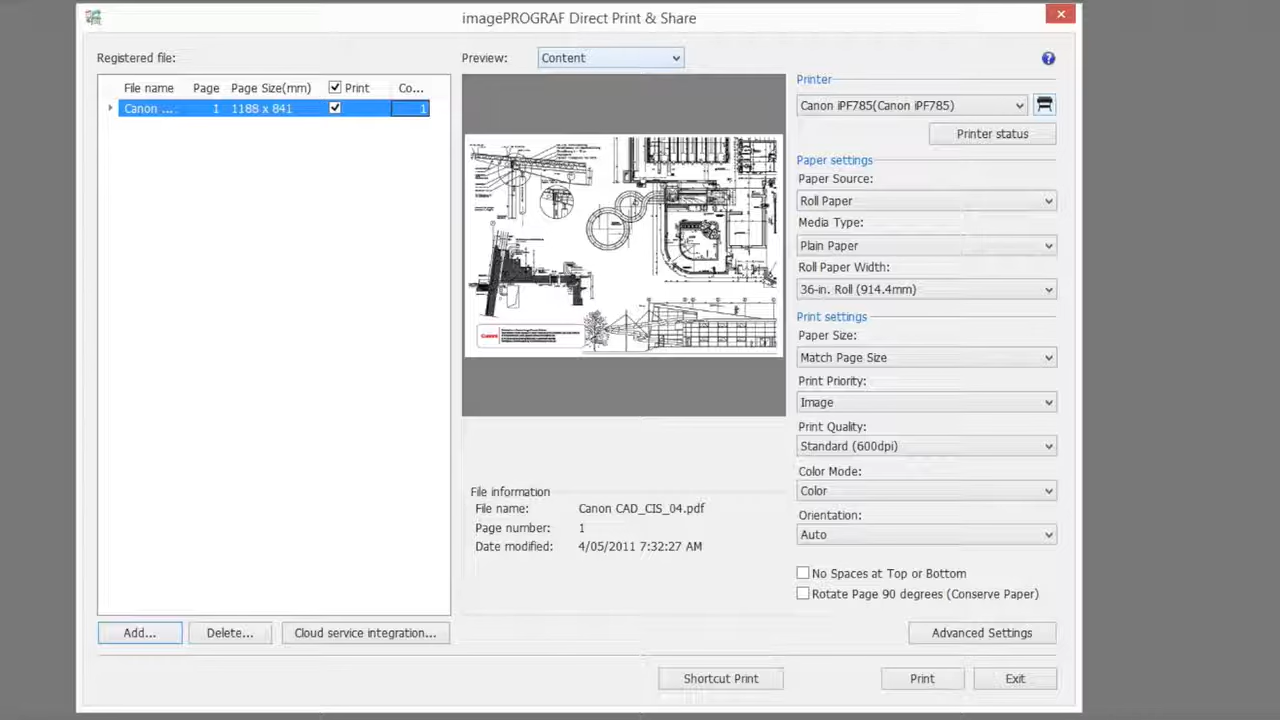 imagePROGRAF Direct Print & Share
Registered file:
File name Page Page Size(mm) Print Co...
Canon ... 1 1188 x 841 1
Add... Delete... Cloud service integration...
Preview: Content
Canon
File information
File name: Canon CAD_CIS_04.pdf
Page number: 1
Date modified: 4/05/2011 7:32:27 AM
Printer
Canon iPF785(Canon iPF785)
Printer status
Paper settings
Paper Source:
Roll Paper
Media Type:
Plain Paper
Roll Paper Width:
36-in. Roll (914.4mm)
Print settings
Paper Size:
Match Page Size
Print Priority:
Image
Print Quality:
Standard (600dpi)
Color Mode:
Color
Orientation:
Auto
No Spaces at Top or Bottom
Rotate Page 90 degrees (Conserve Paper)
Advanced Settings
Shortcut Print Print Exit